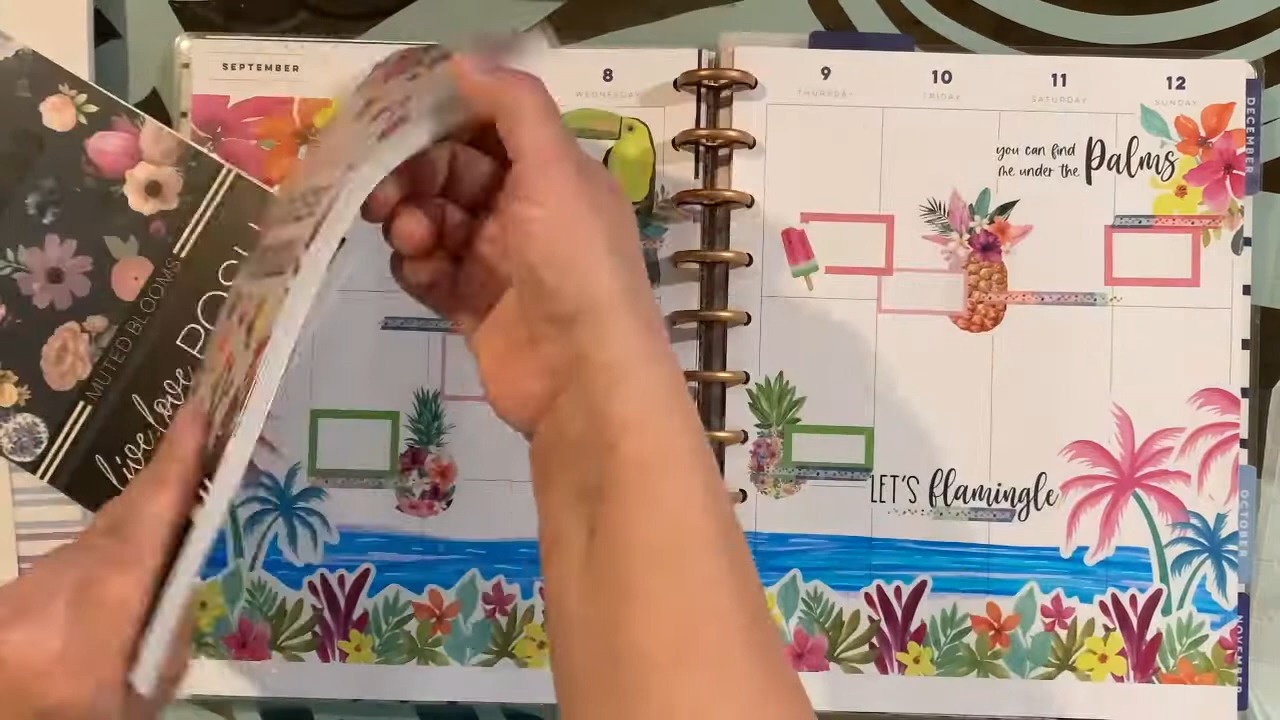 SEPTEMBER
8
WEDNESDAY
9
THURSDAY
10
FRIDAY
11
SATURDAY
12
SUNDAY
you can find
me under the Palms
LET'S flamingle
MUTED BLOOMS
live.love.POSH
DECEMBER
OCTOBER
NOVEMBER